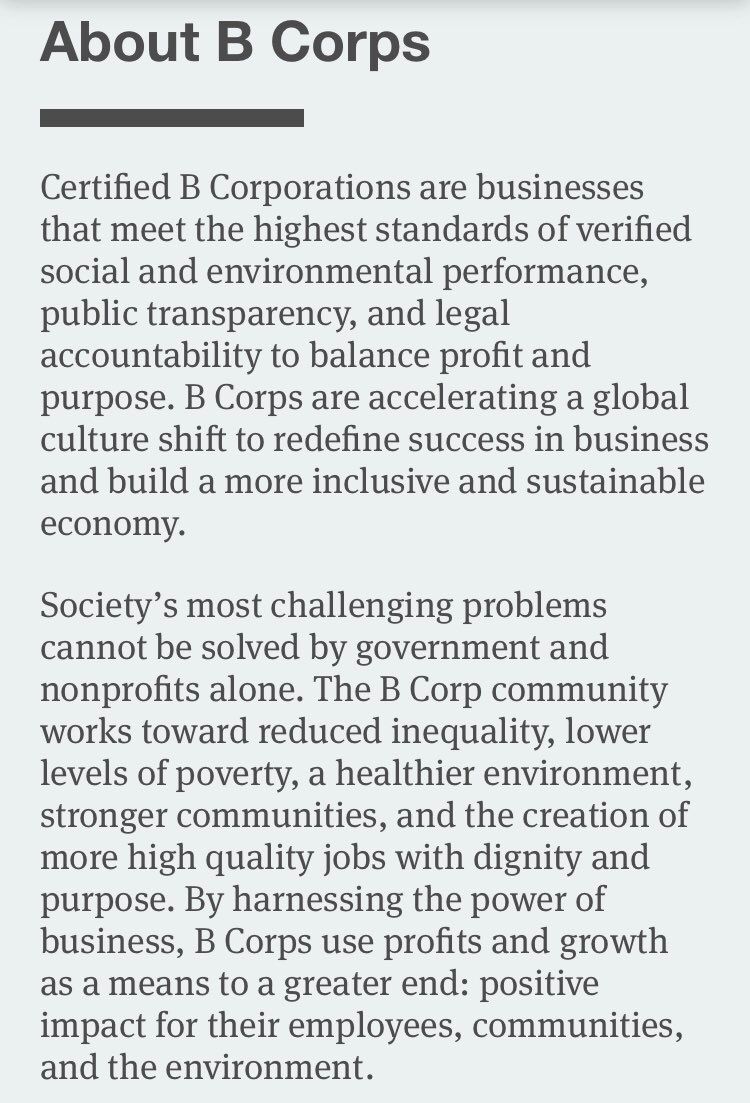 About B Corps
Certified B Corporations are businesses
that meet the highest standards of verified
social and environmental performance,
public transparency, and legal
accountability to balance profit and
purpose. B Corps are accelerating a global
culture shift to redefine success in business
and build a more inclusive and sustainable
economy.
Society’s most challenging problems
cannot be solved by government and
nonprofits alone. The B Corp community
works toward reduced inequality, lower
levels of poverty, a healthier environment,
stronger communities, and the creation of
more high quality jobs with dignity and
purpose. By harnessing the power of
business, B Corps use profits and growth
as a means to a greater end: positive
impact for their employees, communities,
and the environment.